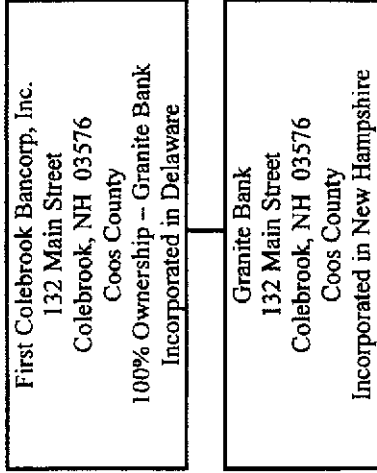 First Colebrook Bancorp, Inc.
132 Main Street
Colebrook, NH 03576
Coos County
100% Ownership – Granite Bank
Incorporated in Delaware
Granite Bank
132 Main Street
Colebrook, NH 03576
Coos County
Incorporated in New Hampshire